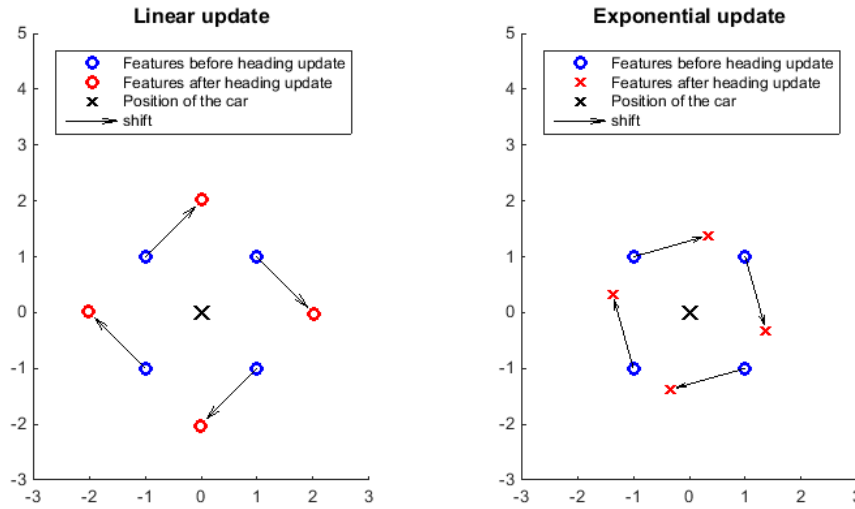 Linear update
5
Features before heading update
Features after heading update
4
Position of the car
shift
3
2
1
0
-1
-2
-3
-3 -2 -1 0 1 2 3
Exponential update
5
Features before heading update
Features after heading update
4
Position of the car
shift
3
2
1
0
-1
-2
-3
-3 -2 -1 0 1 2 3